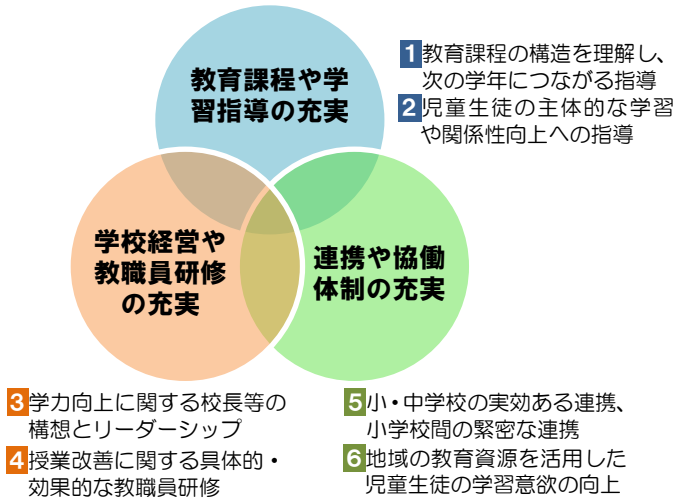 教育課程や学
習指導の充実
1 教育課程の構造を理解し、
次の学年につながる指導
2 児童生徒の主体的な学習
や関係性向上への指導
学校経営や
教職員研修
の充実
連携や協働
体制の充実
3 学力向上に関する校長等の
構想とリーダーシップ
4 授業改善に関する具体的・
効果的な教職員研修
5 小・中学校の実効ある連携、
小学校間の緊密な連携
6 地域の教育資源を活用した
児童生徒の学習意欲の向上